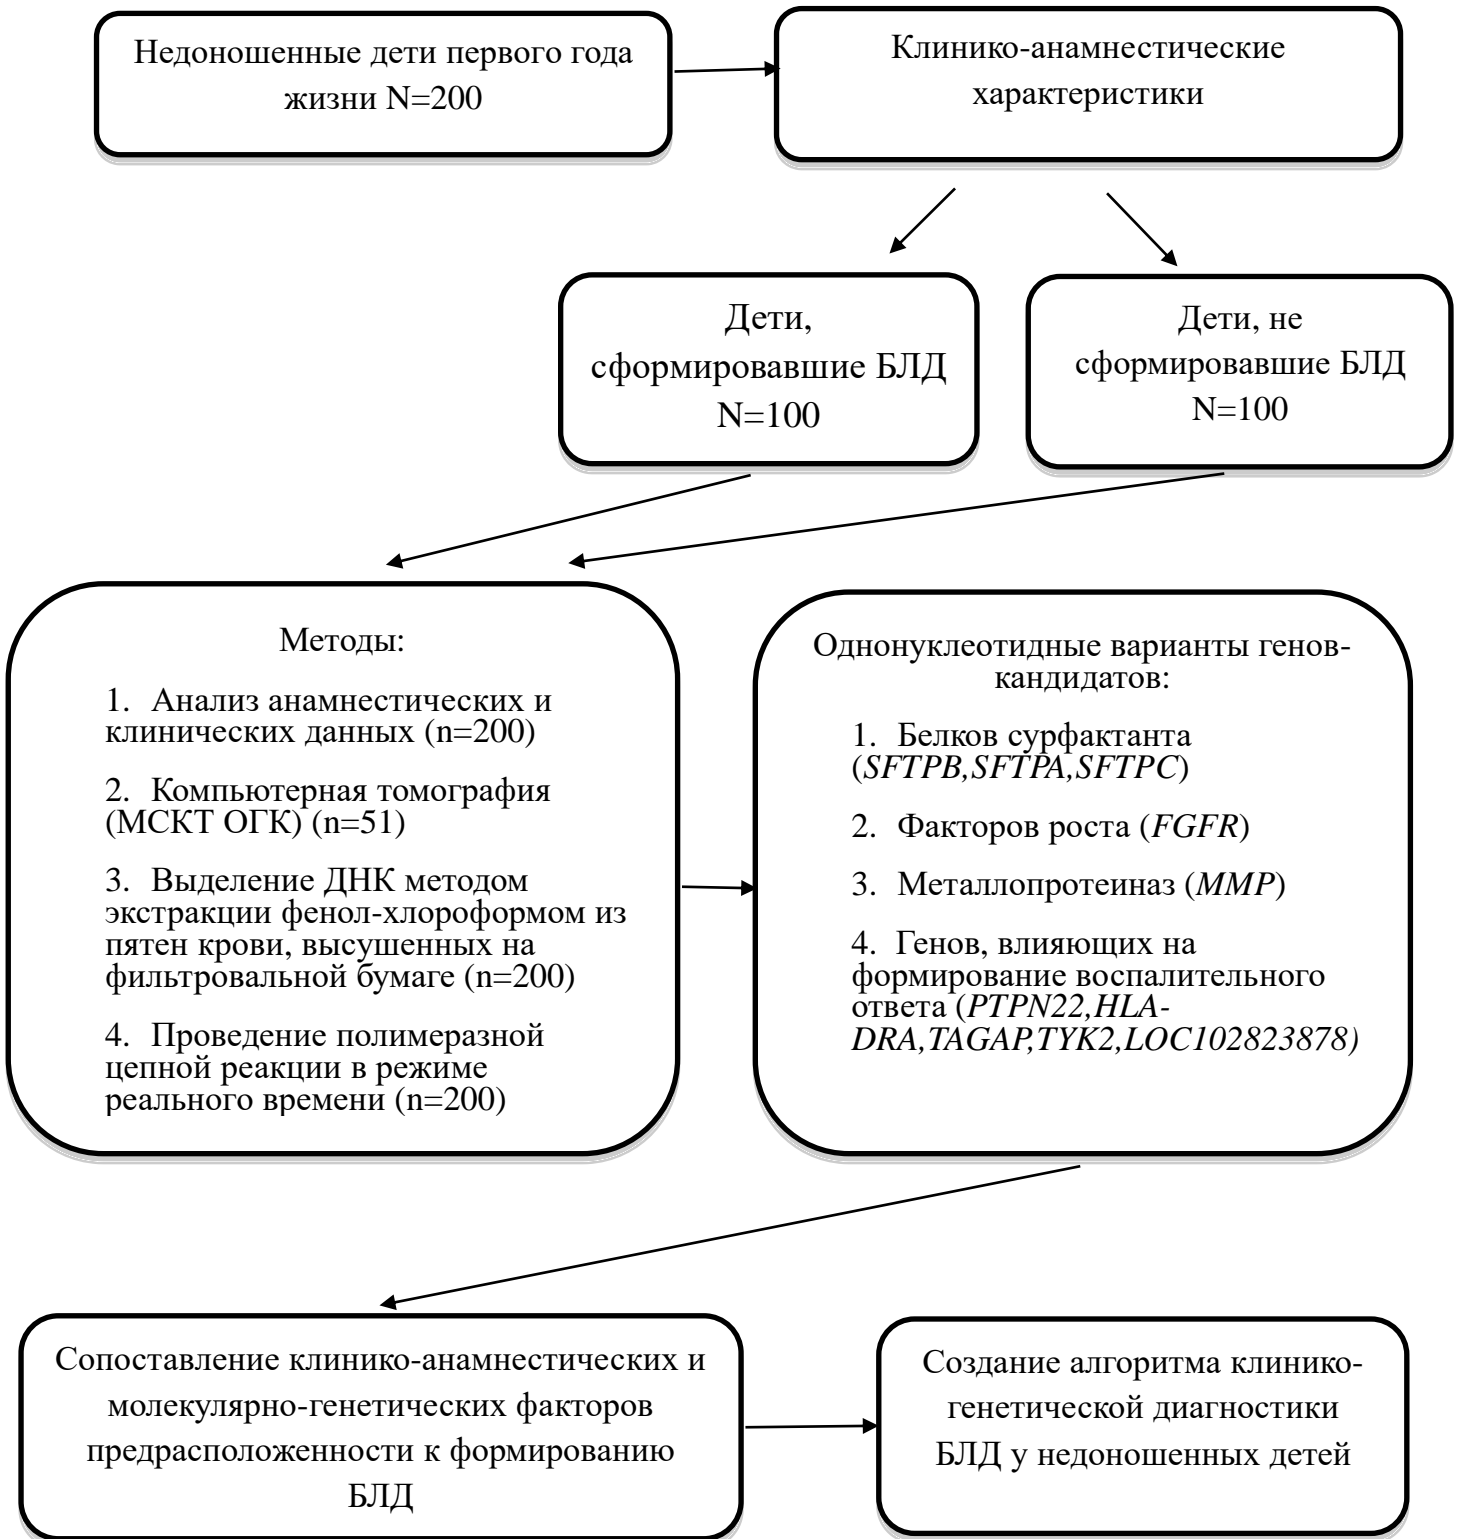 Недоношенные дети первого года
жизни N=200
Клинико-анамнестические
характеристики
Дети,
сформировавшие БЛД
N=100
Дети, не
сформировавшие БЛД
N=100
Методы:
1. Анализ анамнестических и
клинических данных (n=200)
2. Компьютерная томография
(МСКТ ОГК) (n=51)
3. Выделение ДНК методом
экстракции фенол-хлороформом из
пятен крови, высушенных на
фильтровальной бумаге (n=200)
4. Проведение полимеразной
цепной реакции в режиме
реального времени (n=200)
Однонуклеотидные варианты генов-
кандидатов:
1. Белков сурфактанта
(SFTPB,SFTPA,SFTPC)
2. Факторов роста (FGFR)
3. Металлопротеиназ (MMP)
4. Генов, влияющих на
формирование воспалительного
ответа (PTPN22,HLA-
DRA,TAGAP,TYK2,LOC102823878)
Сопоставление клинико-анамнестических и
молекулярно-генетических факторов
предрасположенности к формированию
БЛД
Создание алгоритма клинико-
генетической диагностики
БЛД у недоношенных детей